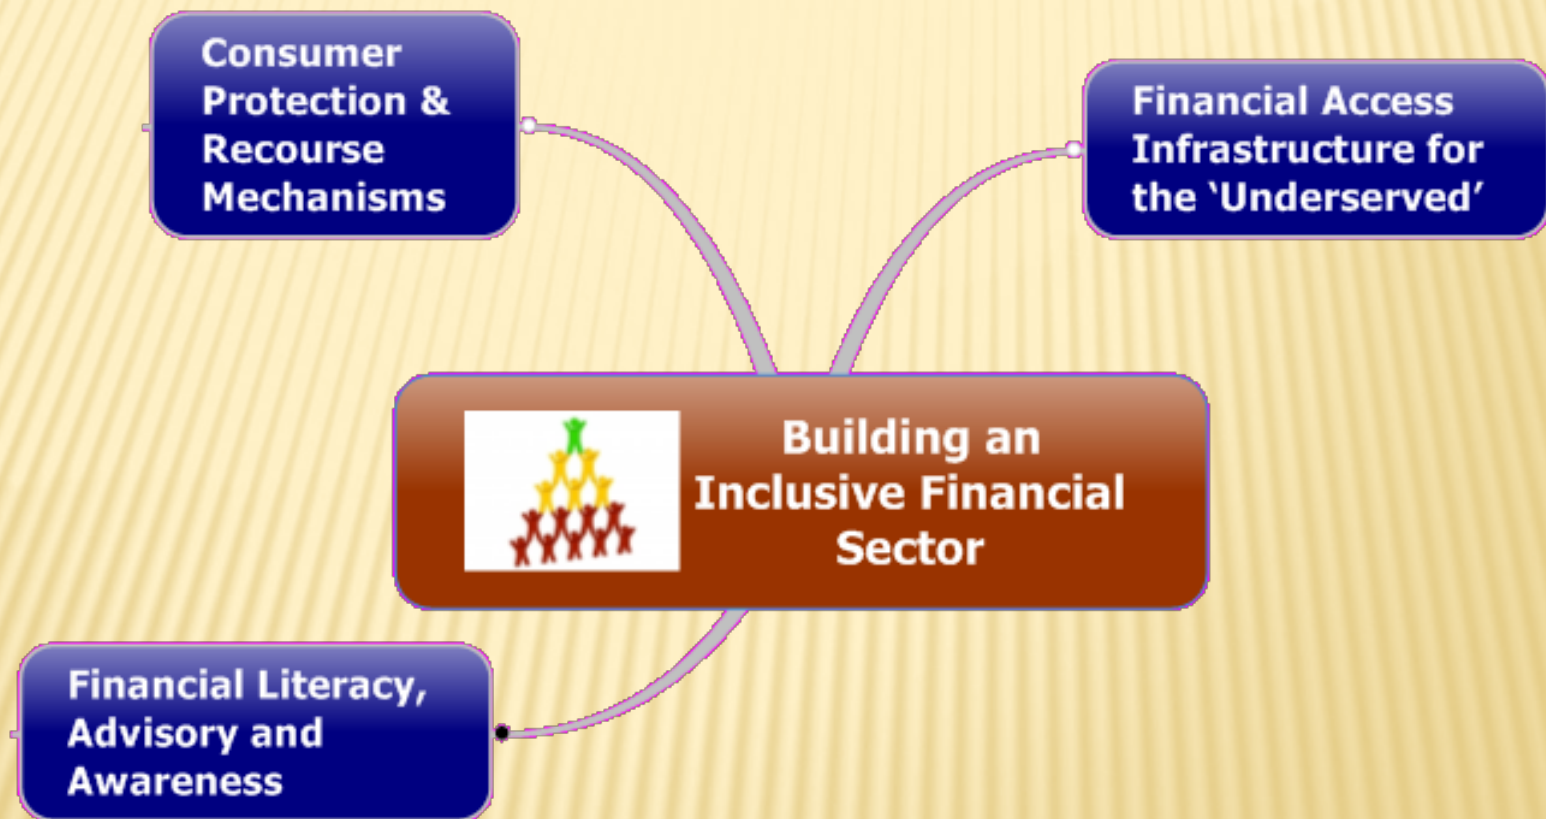 Consumer
Protection &
Recourse
Mechanisms
Financial Access
Infrastructure for
the ‘Underserved’
Building an
Inclusive Financial
Sector
Financial Literacy,
Advisory and
Awareness